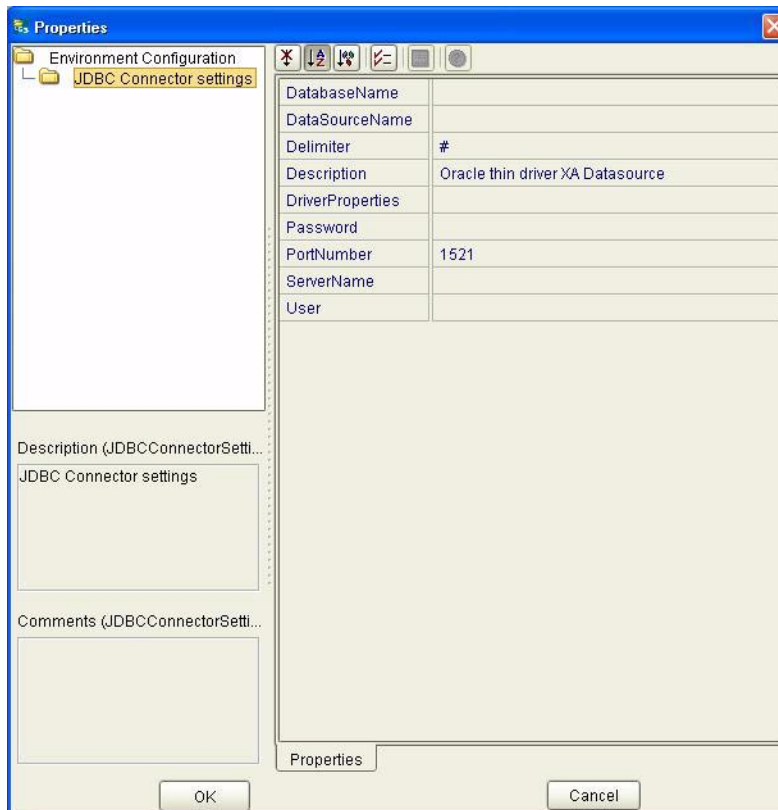 Properties
Environment Configuration
JDBC Connector settings
DatabaseName
DataSourceName
Delimiter #
Description Oracle thin driver XA Datasource
DriverProperties
Password
PortNumber 1521
ServerName
User
Description (JDBCConnectorSetti...
JDBC Connector settings
Comments (JDBCConnectorSetti...
Properties
OK Cancel